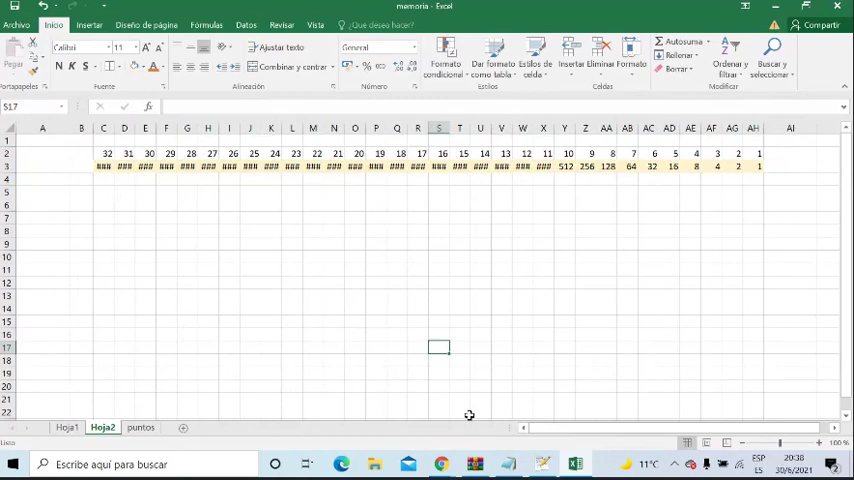 memoria - Excel
Archivo Inicio Insertar Diseño de página Fórmulas Datos Revisar Vista ¿Qué desea hacer? Compartir
Pegar Calibri 11 A A Ajustar texto General Formato condicional Dar formato como tabla Estilos de celda Insertar Eliminar Formato Autosuma Rellenar Borrar Ordenar y filtrar Buscar y seleccionar
N K S Combinar y centrar % 000
Portapapeles Fuente Alineación Número Estilos Celdas Modificar
S17 fx
A B C D E F G H I J K L M N O P Q R S T U V W X Y Z AA AB AC AD AE AF AG AH AI
1
2 32 31 30 29 28 27 26 25 24 23 22 21 20 19 18 17 16 15 14 13 12 11 10 9 8 7 6 5 4 3 2 1
3 ### ### ### ### ### ### ### ### ### ### ### ### ### ### ### ### ### ### ### ### ### ### 512 256 128 64 32 16 8 4 2 1
4
5
6
7
8
9
10
11
12
13
14
15
16
17
18
19
20
21
22
Hoja1 Hoja2 puntos
Listo 100 %
Escribe aquí para buscar 11°C ESP ES 20:38 30/6/2021 2